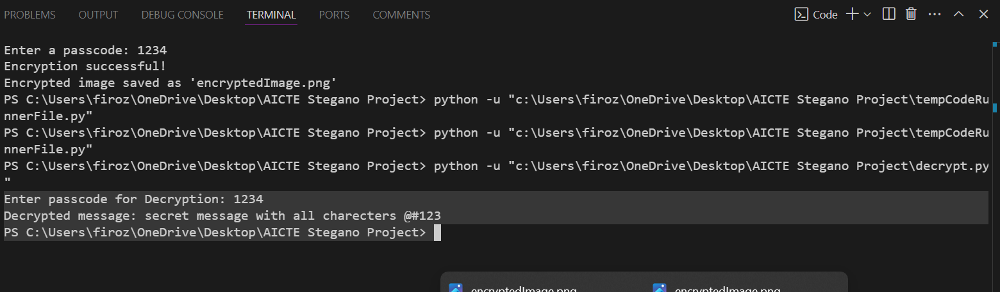 PROBLEMS OUTPUT DEBUG CONSOLE TERMINAL PORTS COMMENTS Code
Enter a passcode: 1234
Encryption successful!
Encrypted image saved as 'encryptedImage.png'
PS C:\Users\firoz\OneDrive\Desktop\AICTE Stegano Project> python -u "c:\Users\firoz\OneDrive\Desktop\AICTE Stegano Project\tempCodeRu
nnerFile.py"
PS C:\Users\firoz\OneDrive\Desktop\AICTE Stegano Project> python -u "c:\Users\firoz\OneDrive\Desktop\AICTE Stegano Project\tempCodeRu
nnerFile.py"
PS C:\Users\firoz\OneDrive\Desktop\AICTE Stegano Project> python -u "c:\Users\firoz\OneDrive\Desktop\AICTE Stegano Project\decrypt.py
"
Enter passcode for Decryption: 1234
Decrypted message: secret message with all charecters @#123
PS C:\Users\firoz\OneDrive\Desktop\AICTE Stegano Project>
encryptedImage.png encryptedImage.png